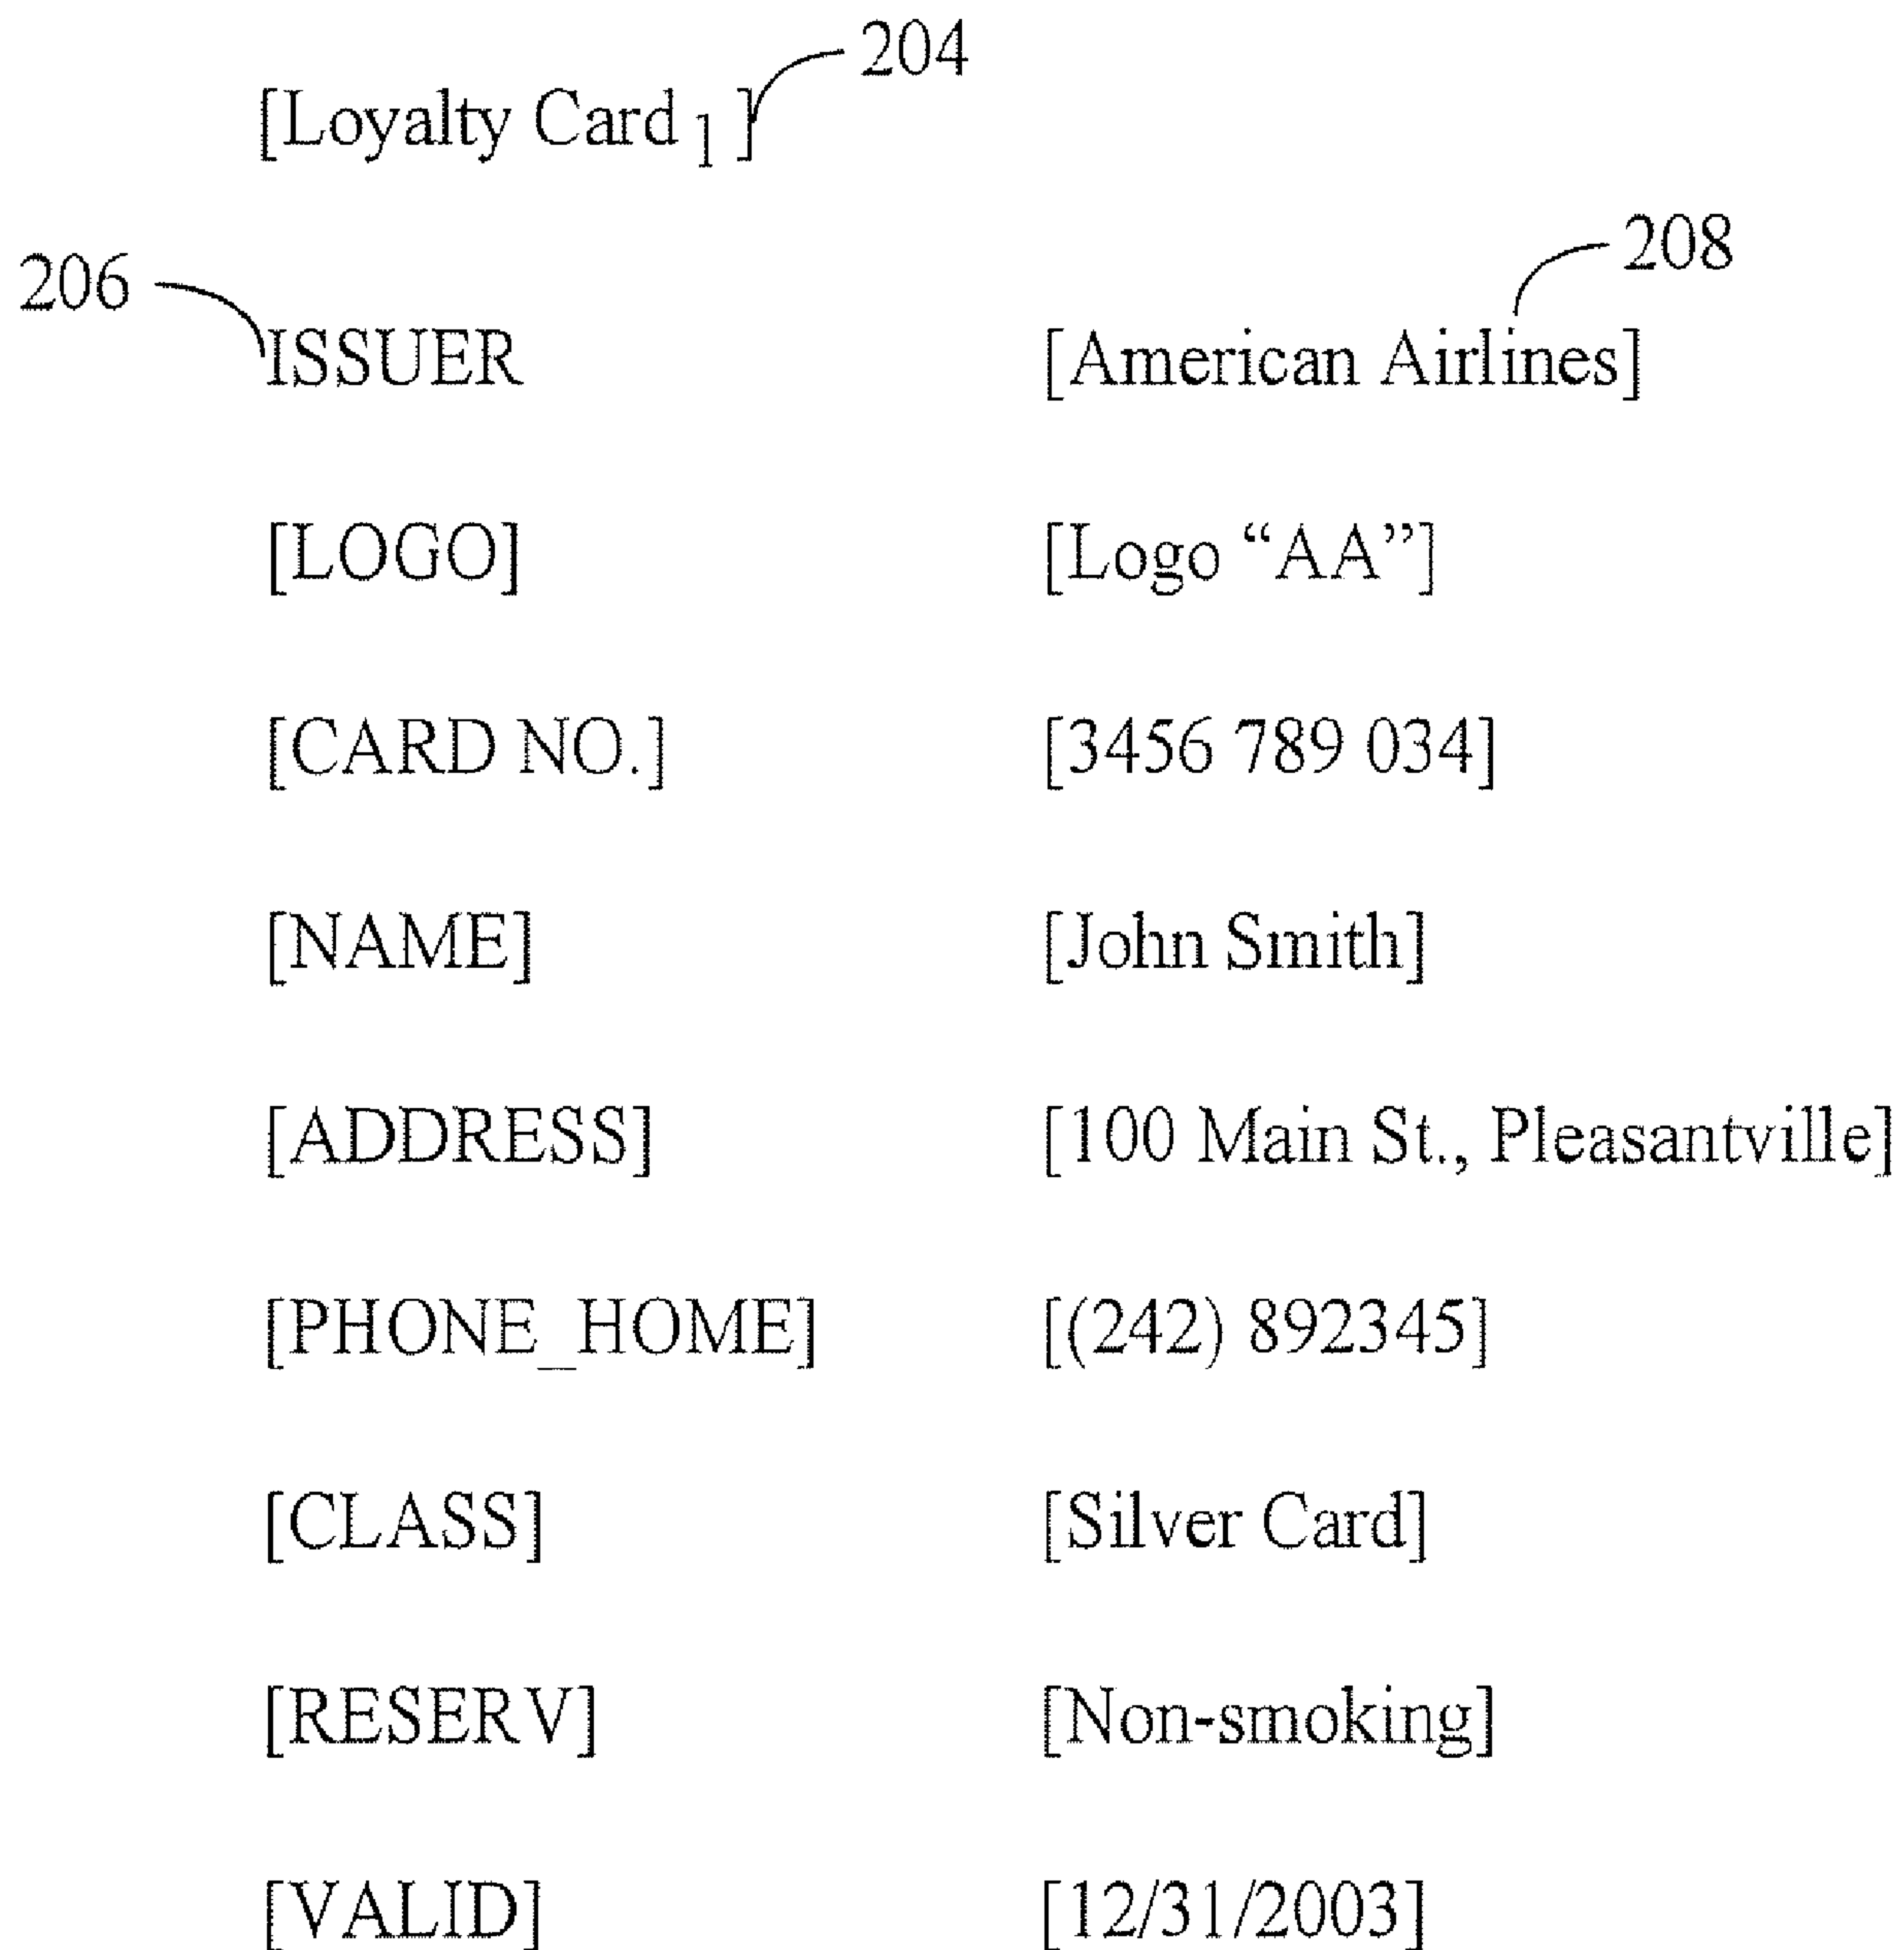 204
[Loyalty Card 1 ]
208
206
ISSUER [American Airlines]
[LOGO] [Logo “AA”]
[CARD NO.] [3456 789 034]
[NAME] [John Smith]
[ADDRESS] [100 Main St., Pleasantville]
[PHONE_HOME] [(242) 892345]
[CLASS] [Silver Card]
[RESERV] [Non-smoking]
[VALID] [12/31/2003]